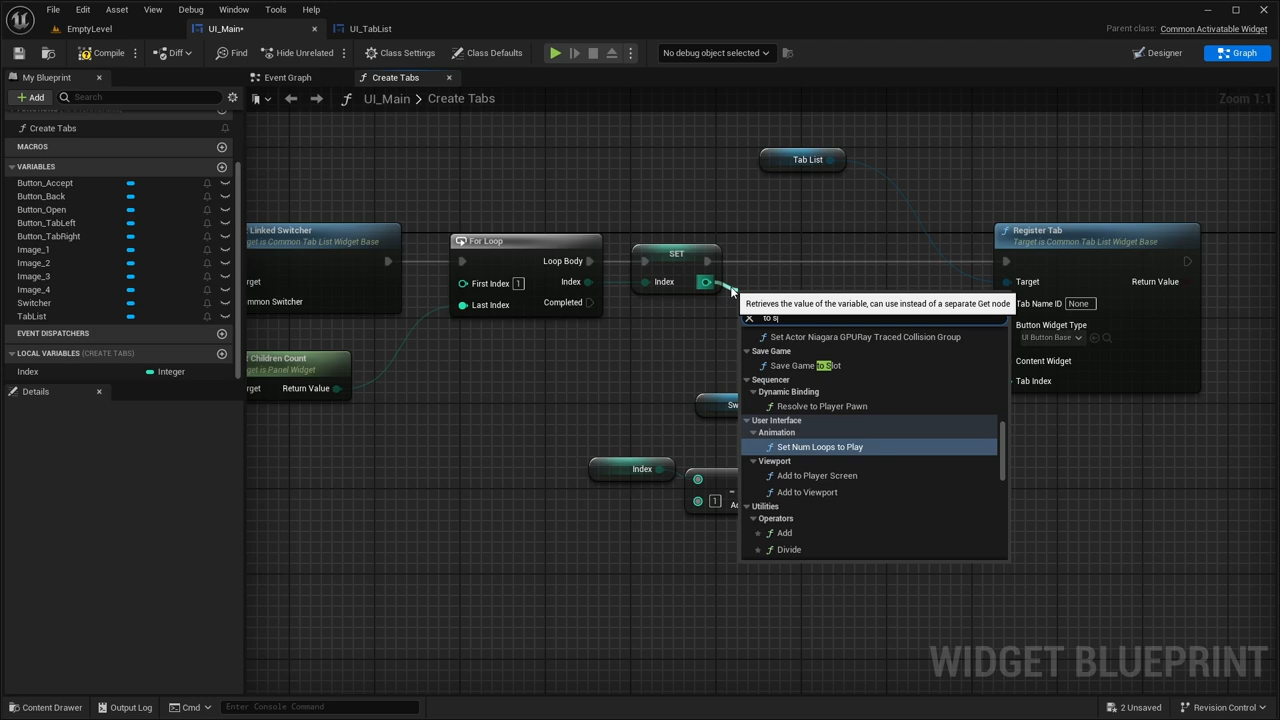 File Edit Asset View Debug Window Tools Help
EmptyLevel UI_Main• UI_TabList Parent class: Common Activatable Widget
Compile Diff Find Hide Unrelated Class Settings Class Defaults No debug object selected Designer Graph
My Blueprint Event Graph Create Tabs
Add Search UI_Main > Create Tabs Zoom 1:1
Create Tabs
MACROS
VARIABLES
Button_Accept
Button_Back
Button_Open
Button_TabLeft
Button_TabRight
Image_1
Image_2
Image_3
Image_4
Switcher
TabList
EVENT DISPATCHERS
LOCAL VARIABLES (CREATE TABS)
Index Integer
Details
Tab List
Linked Switcher
get is Common Tab List Widget Base
rget
mmon Switcher
Children Count
get is Panel Widget
rget Return Value
For Loop
Loop Body
First Index 1 Index
Last Index Completed
SET
Index
Register Tab
Target is Common Tab List Widget Base
Target Return Value
Tab Name ID None
Button Widget Type
UI Button Base
Content Widget
Tab Index
Retrieves the value of the variable, can use instead of a separate Get node
to s
Set Actor Niagara GPURay Traced Collision Group
Save Game
Save Game to Slot
Sequencer
Dynamic Binding
Resolve to Player Pawn
User Interface
Animation
Set Num Loops to Play
Viewport
Add to Player Screen
Add to Viewport
Utilities
Operators
Add
Divide
Sw
Index
1
WIDGET BLUEPRINT
Content Drawer Output Log Cmd Enter Console Command 2 Unsaved Revision Control